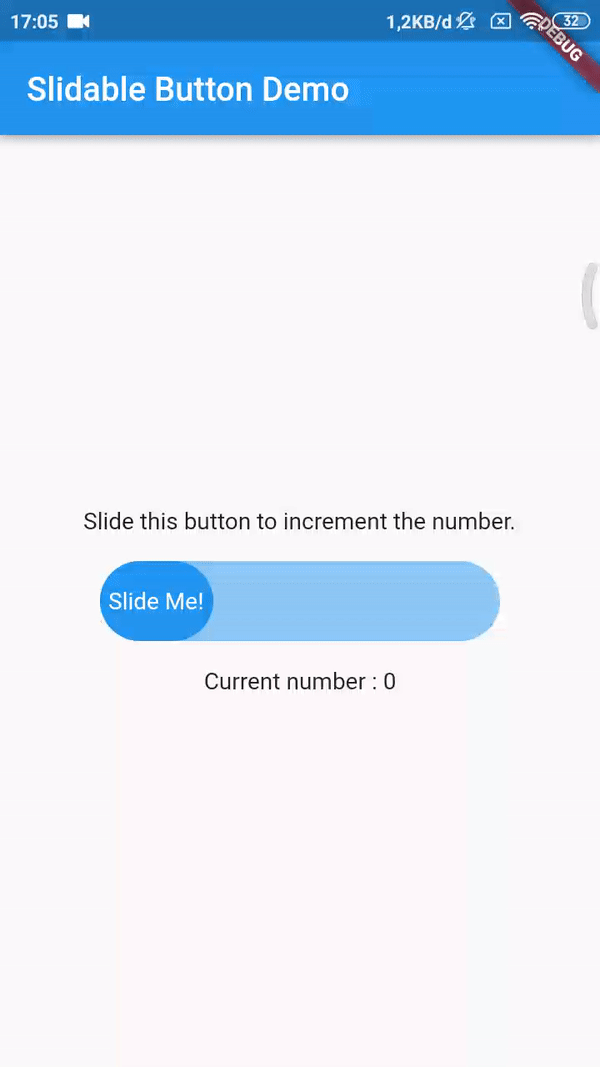 17:05 1,2KB/d 32
DEBUG
Slidable Button Demo
Slide this button to increment the number.
Slide Me!
Current number : 0